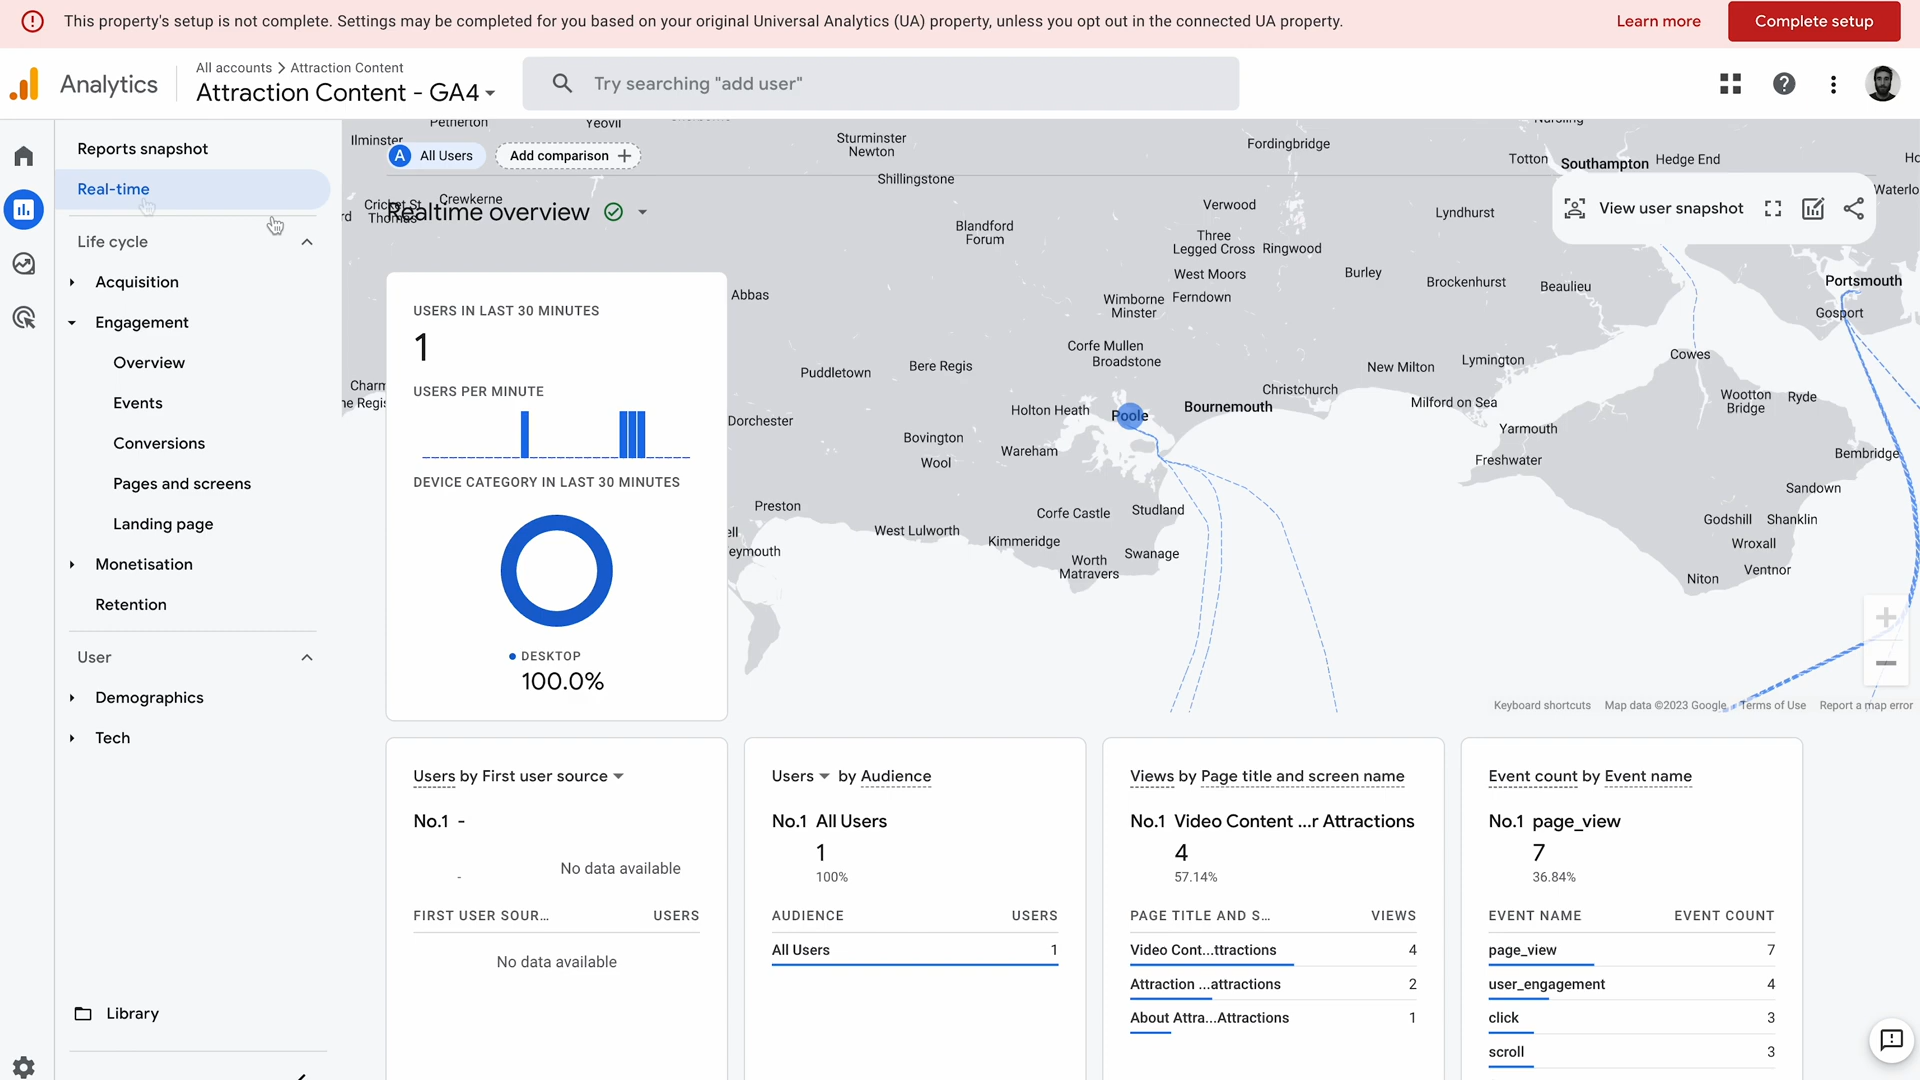 This property's setup is not complete. Settings may be completed for you based on your original Universal Analytics (UA) property, unless you opt out in the connected UA property.
Learn more
Complete setup
Analytics
All accounts > Attraction Content
Attraction Content - GA4
Try searching "add user"
Reports snapshot
Real-time
Life cycle
Acquisition
Engagement
Overview
Events
Conversions
Pages and screens
Landing page
Monetisation
Retention
User
Demographics
Tech
Library
A All Users
Add comparison +
Realtime overview
View user snapshot
USERS IN LAST 30 MINUTES
1
USERS PER MINUTE
DEVICE CATEGORY IN LAST 30 MINUTES
DESKTOP
100.0%
Petherton
Yeovil
Ilminster
Crewkerne
Cricket St
Thomas
Sturminster
Newton
Shillingstone
Fordingbridge
Totton
Southampton
Hedge End
Waterlo
Verwood
Lyndhurst
Blandford
Forum
Three
Legged Cross
Ringwood
West Moors
Burley
Brockenhurst
Beaulieu
Portsmouth
Abbas
Wimborne
Minster
Ferndown
Gosport
Corfe Mullen
Broadstone
Cowes
Puddletown
Bere Regis
New Milton
Lymington
Charm
ne Regis
Christchurch
Wootton
Bridge
Ryde
Holton Heath
Poole
Bournemouth
Milford on Sea
Dorchester
Yarmouth
Bovington
Wareham
Bembridge
Wool
Freshwater
Sandown
Preston
Corfe Castle
Studland
Godshill
Shanklin
ell
West Lulworth
Kimmeridge
Wroxall
eymouth
Worth
Matravers
Swanage
Niton
Ventnor
Keyboard shortcuts
Map data ©2023 Google
Terms of Use
Report a map error
Users by First user source
No.1 -
-
No data available
FIRST USER SOUR... USERS
No data available
Users by Audience
No.1 All Users
1
100%
AUDIENCE USERS
All Users 1
Views by Page title and screen name
No.1 Video Content ...r Attractions
4
57.14%
PAGE TITLE AND S... VIEWS
Video Cont...ttractions 4
Attraction ...attractions 2
About Attra...Attractions 1
Event count by Event name
No.1 page_view
7
36.84%
EVENT NAME EVENT COUNT
page_view 7
user_engagement 4
click 3
scroll 3